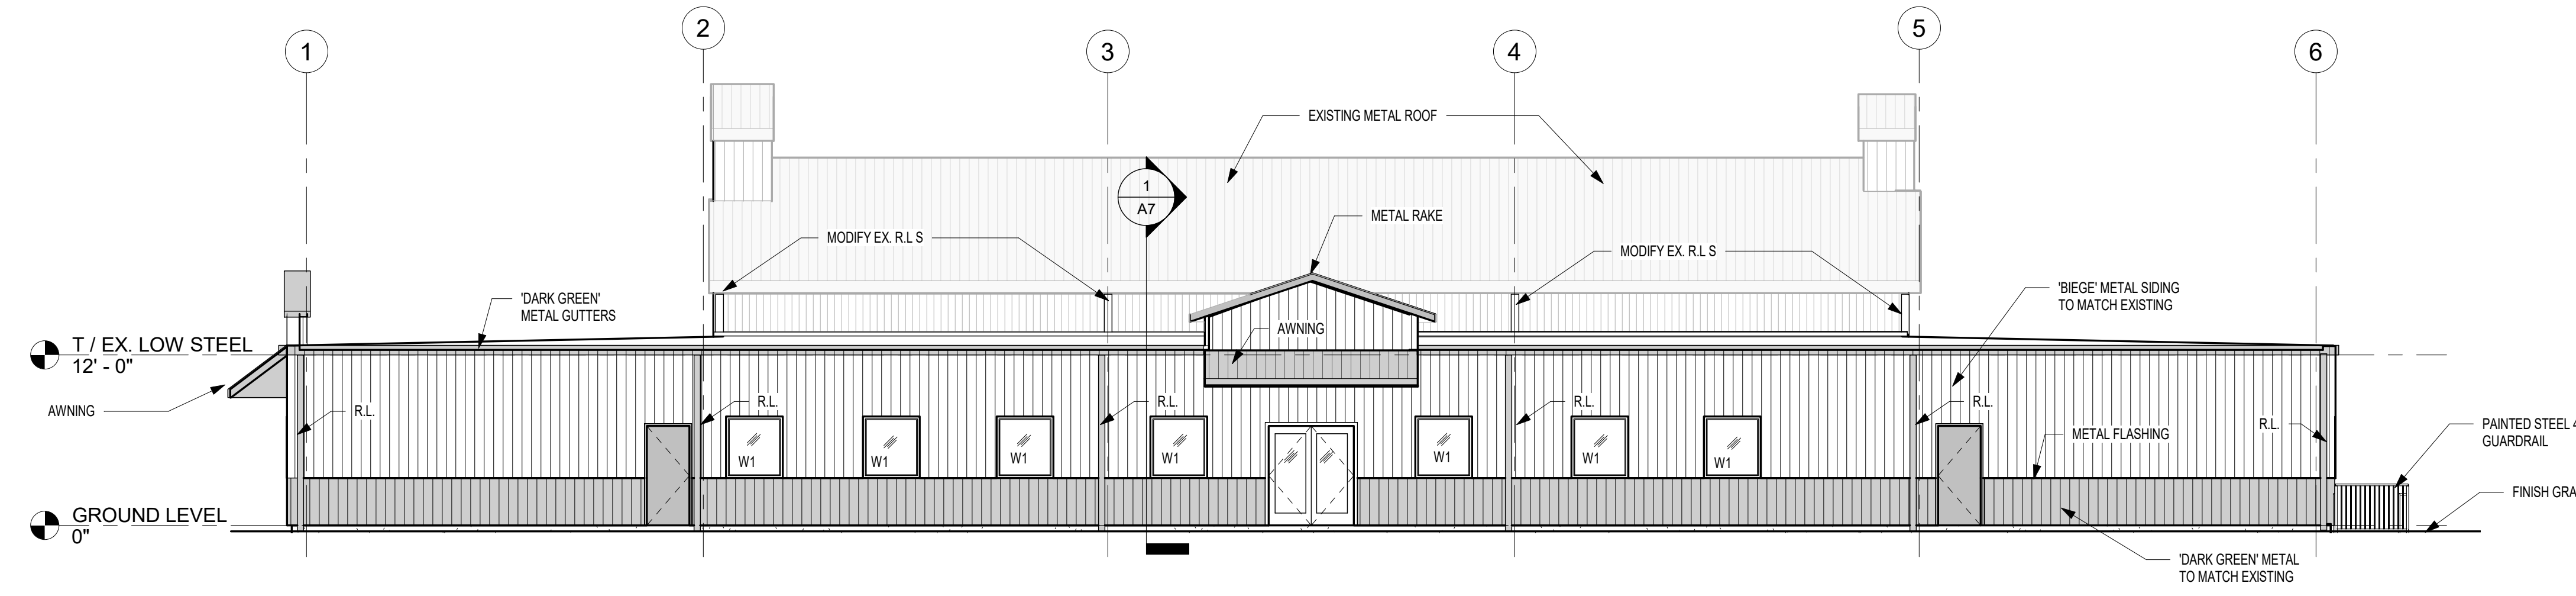 1
2
3
4
5
6
EXISTING METAL ROOF
1
A7
METAL RAKE
MODIFY EX. R.L S
MODIFY EX. R.L S
'DARK GREEN'
METAL GUTTERS
'BIEGE' METAL SIDING
TO MATCH EXISTING
AWNING
T / EX. LOW STEEL
12' - 0"
AWNING
R.L.
R.L.
R.L.
R.L.
R.L.
R.L.
METAL FLASHING
PAINTED STEEL 4
GUARDRAIL
W1
W1
W1
W1
W1
W1
W1
FINISH GRA
GROUND LEVEL
0"
'DARK GREEN' METAL
TO MATCH EXISTING